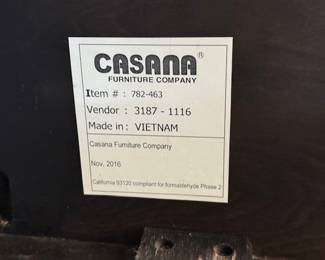 CASANA®
FURNITURE COMPANY
Item # : 782-463
Vendor : 3187 - 1116
Made in: VIETNAM
Casana Furniture Company
Nov, 2016
California 93120 compliant for formaldehyde Phase 2